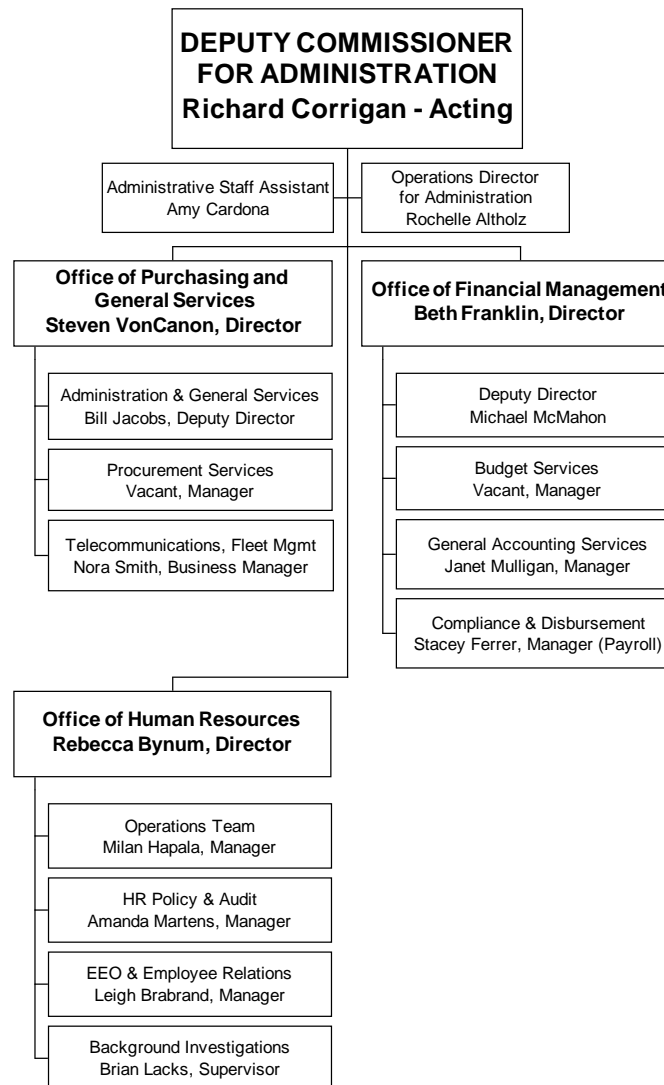 DEPUTY COMMISSIONER
FOR ADMINISTRATION
Richard Corrigan - Acting
Administrative Staff Assistant
Amy Cardona
Operations Director
for Administration
Rochelle Altholz
Office of Purchasing and
General Services
Steven VonCanon, Director
Office of Financial Management
Beth Franklin, Director
Administration & General Services
Bill Jacobs, Deputy Director
Procurement Services
Vacant, Manager
Telecommunications, Fleet Mgmt
Nora Smith, Business Manager
Deputy Director
Michael McMahon
Budget Services
Vacant, Manager
General Accounting Services
Janet Mulligan, Manager
Compliance & Disbursement
Stacey Ferrer, Manager (Payroll)
Office of Human Resources
Rebecca Bynum, Director
Operations Team
Milan Hapala, Manager
HR Policy & Audit
Amanda Martens, Manager
EEO & Employee Relations
Leigh Brabrand, Manager
Background Investigations
Brian Lacks, Supervisor